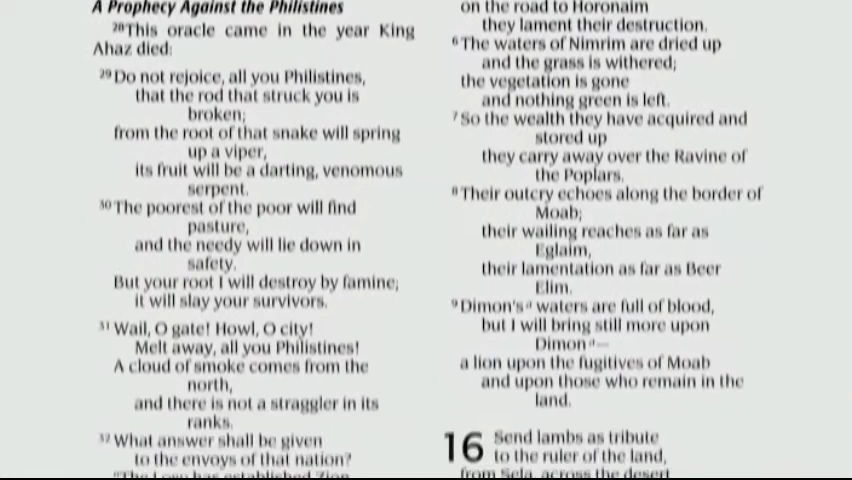 A Prophecy Against the Philistines
28This oracle came in the year King
Ahaz died:
29Do not rejoice, all you Philistines,
that the rod that struck you is
broken;
from the root of that snake will spring
up a viper,
its fruit will be a darting, venomous
serpent.
30The poorest of the poor will find
pasture,
and the needy will lie down in
safety.
But your root I will destroy by famine;
it will slay your survivors.
31Wail, O gate! Howl, O city!
Melt away, all you Philistines!
A cloud of smoke comes from the
north,
and there is not a straggler in its
ranks.
32What answer shall be given
to the envoys of that nation?
"The LORD has established Zion,
on the road to Horonaim
they lament their destruction.
6The waters of Nimrim are dried up
and the grass is withered;
the vegetation is gone
and nothing green is left.
7So the wealth they have acquired and
stored up
they carry away over the Ravine of
the Poplars.
8Their outcry echoes along the border of
Moab;
their wailing reaches as far as
Eglaim,
their lamentation as far as Beer
Elim.
9Dimon's waters are full of blood,
but I will bring still more upon
Dimon—
a lion upon the fugitives of Moab
and upon those who remain in the
land.
16 Send lambs as tribute
to the ruler of the land,
from Sela, across the desert